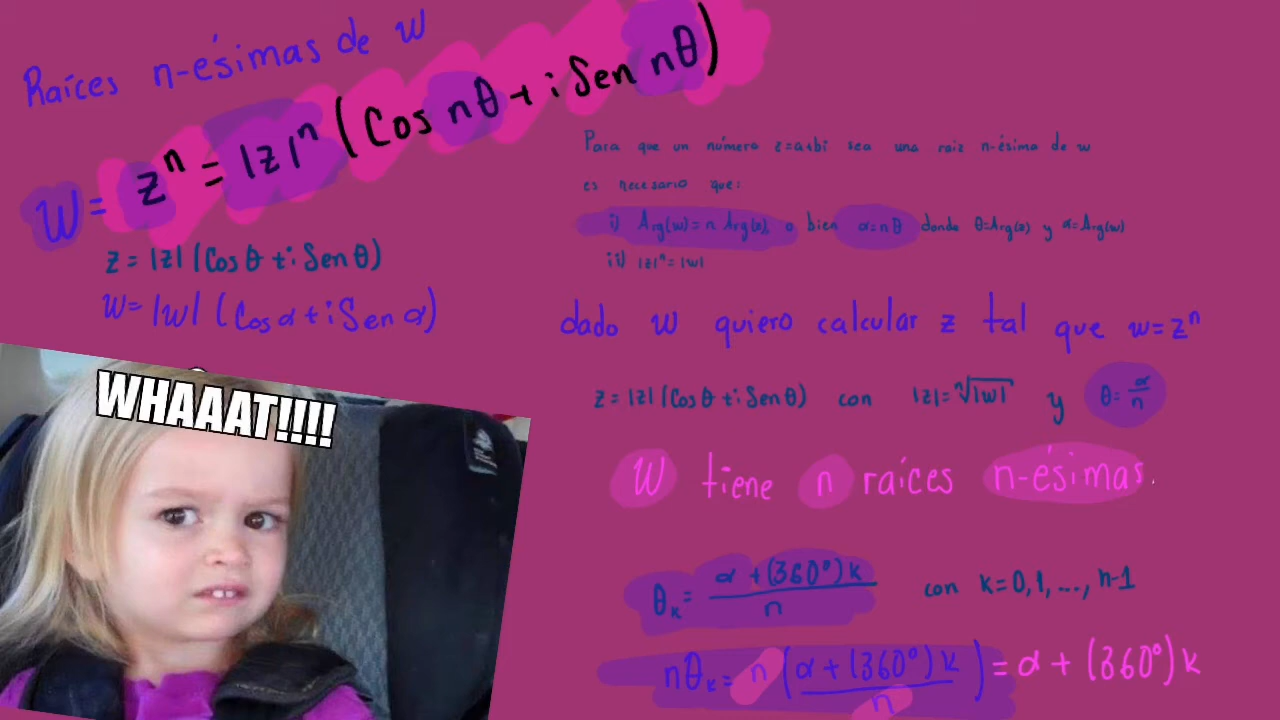 Raíces n-ésimas de w
w = zⁿ = |z|ⁿ (Cos nθ + i Sen nθ)
z = |z| (Cos θ + i Sen θ)
w = |w| (Cos α + i Sen α)
WHAAAT!!!!
Para que un número z=a+bi sea una raíz n-ésima de w
es necesario que:
i) Arg(w) = n Arg(z), o bien α=nθ donde θ=Arg(z) y α=Arg(w)
ii) |z|ⁿ=|w|
dado w quiero calcular z tal que w=zⁿ
z = |z| (Cos θ + i Sen θ) con |z| = ⁿ√|w| y θ = α/n
W tiene n raíces n-ésimas.
θₖ = (α + (360°) k)/n con k=0,1,...,n-1
nθₖ = n ((α + (360°) k)/n) = α + (360°) k